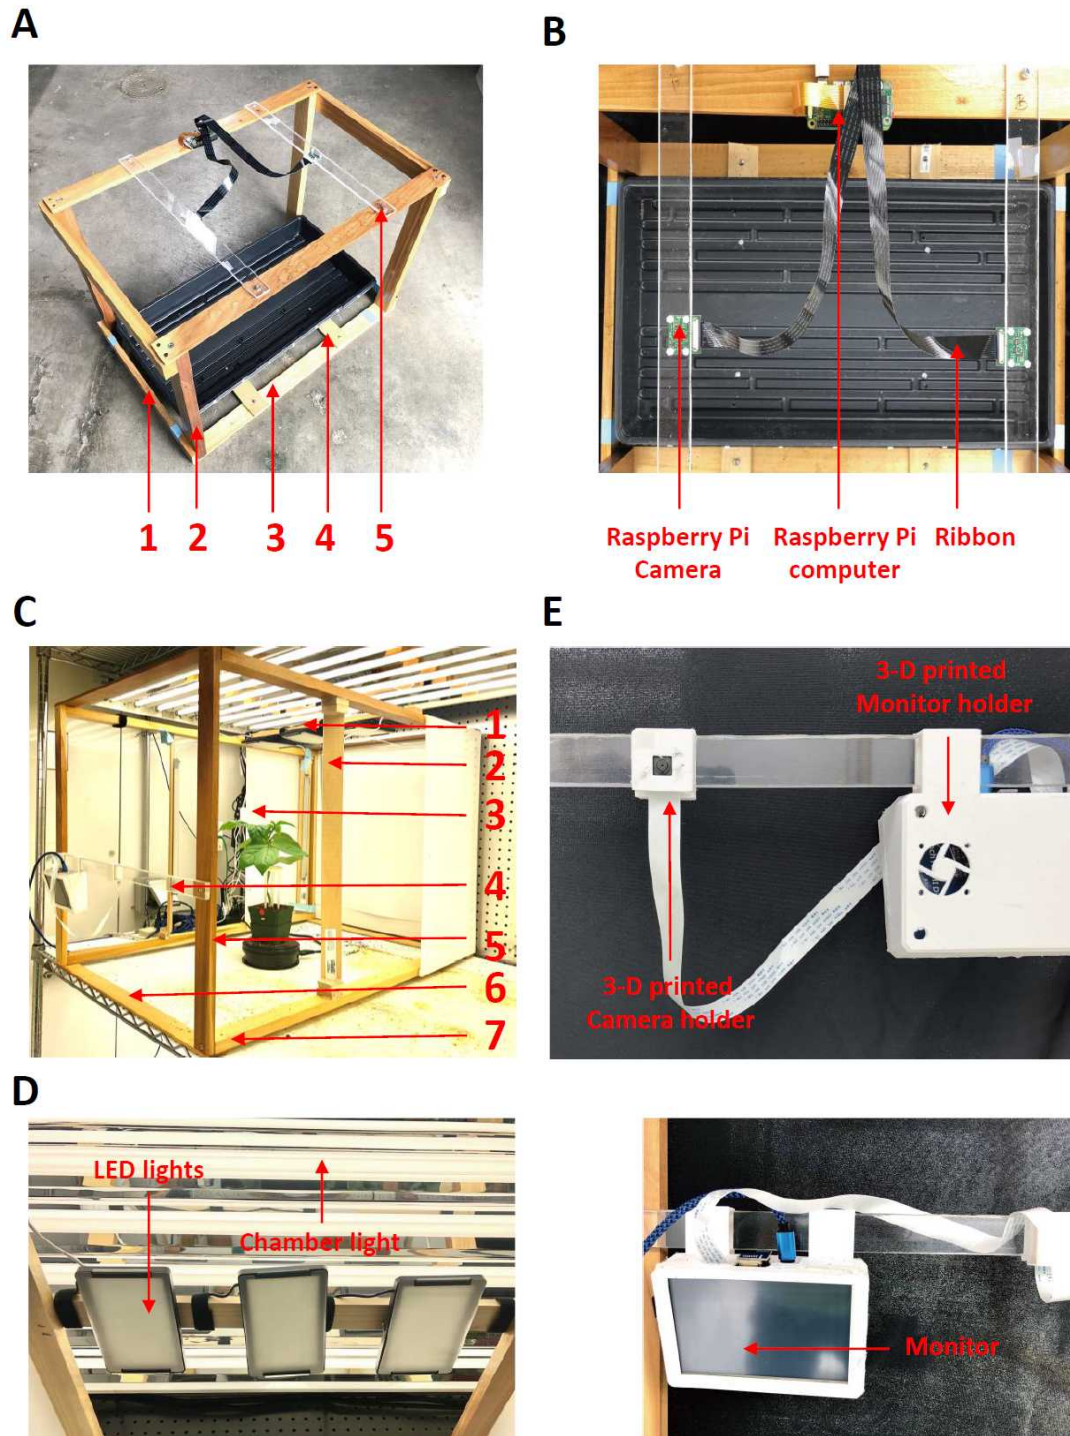 A
B
1
2
3
4
5
Raspberry Pi
Camera
Raspberry Pi
computer
Ribbon
C
1
2
3
4
5
6
7
E
3-D printed
Monitor holder
3-D printed
Camera holder
D
LED lights
Chamber light
Monitor